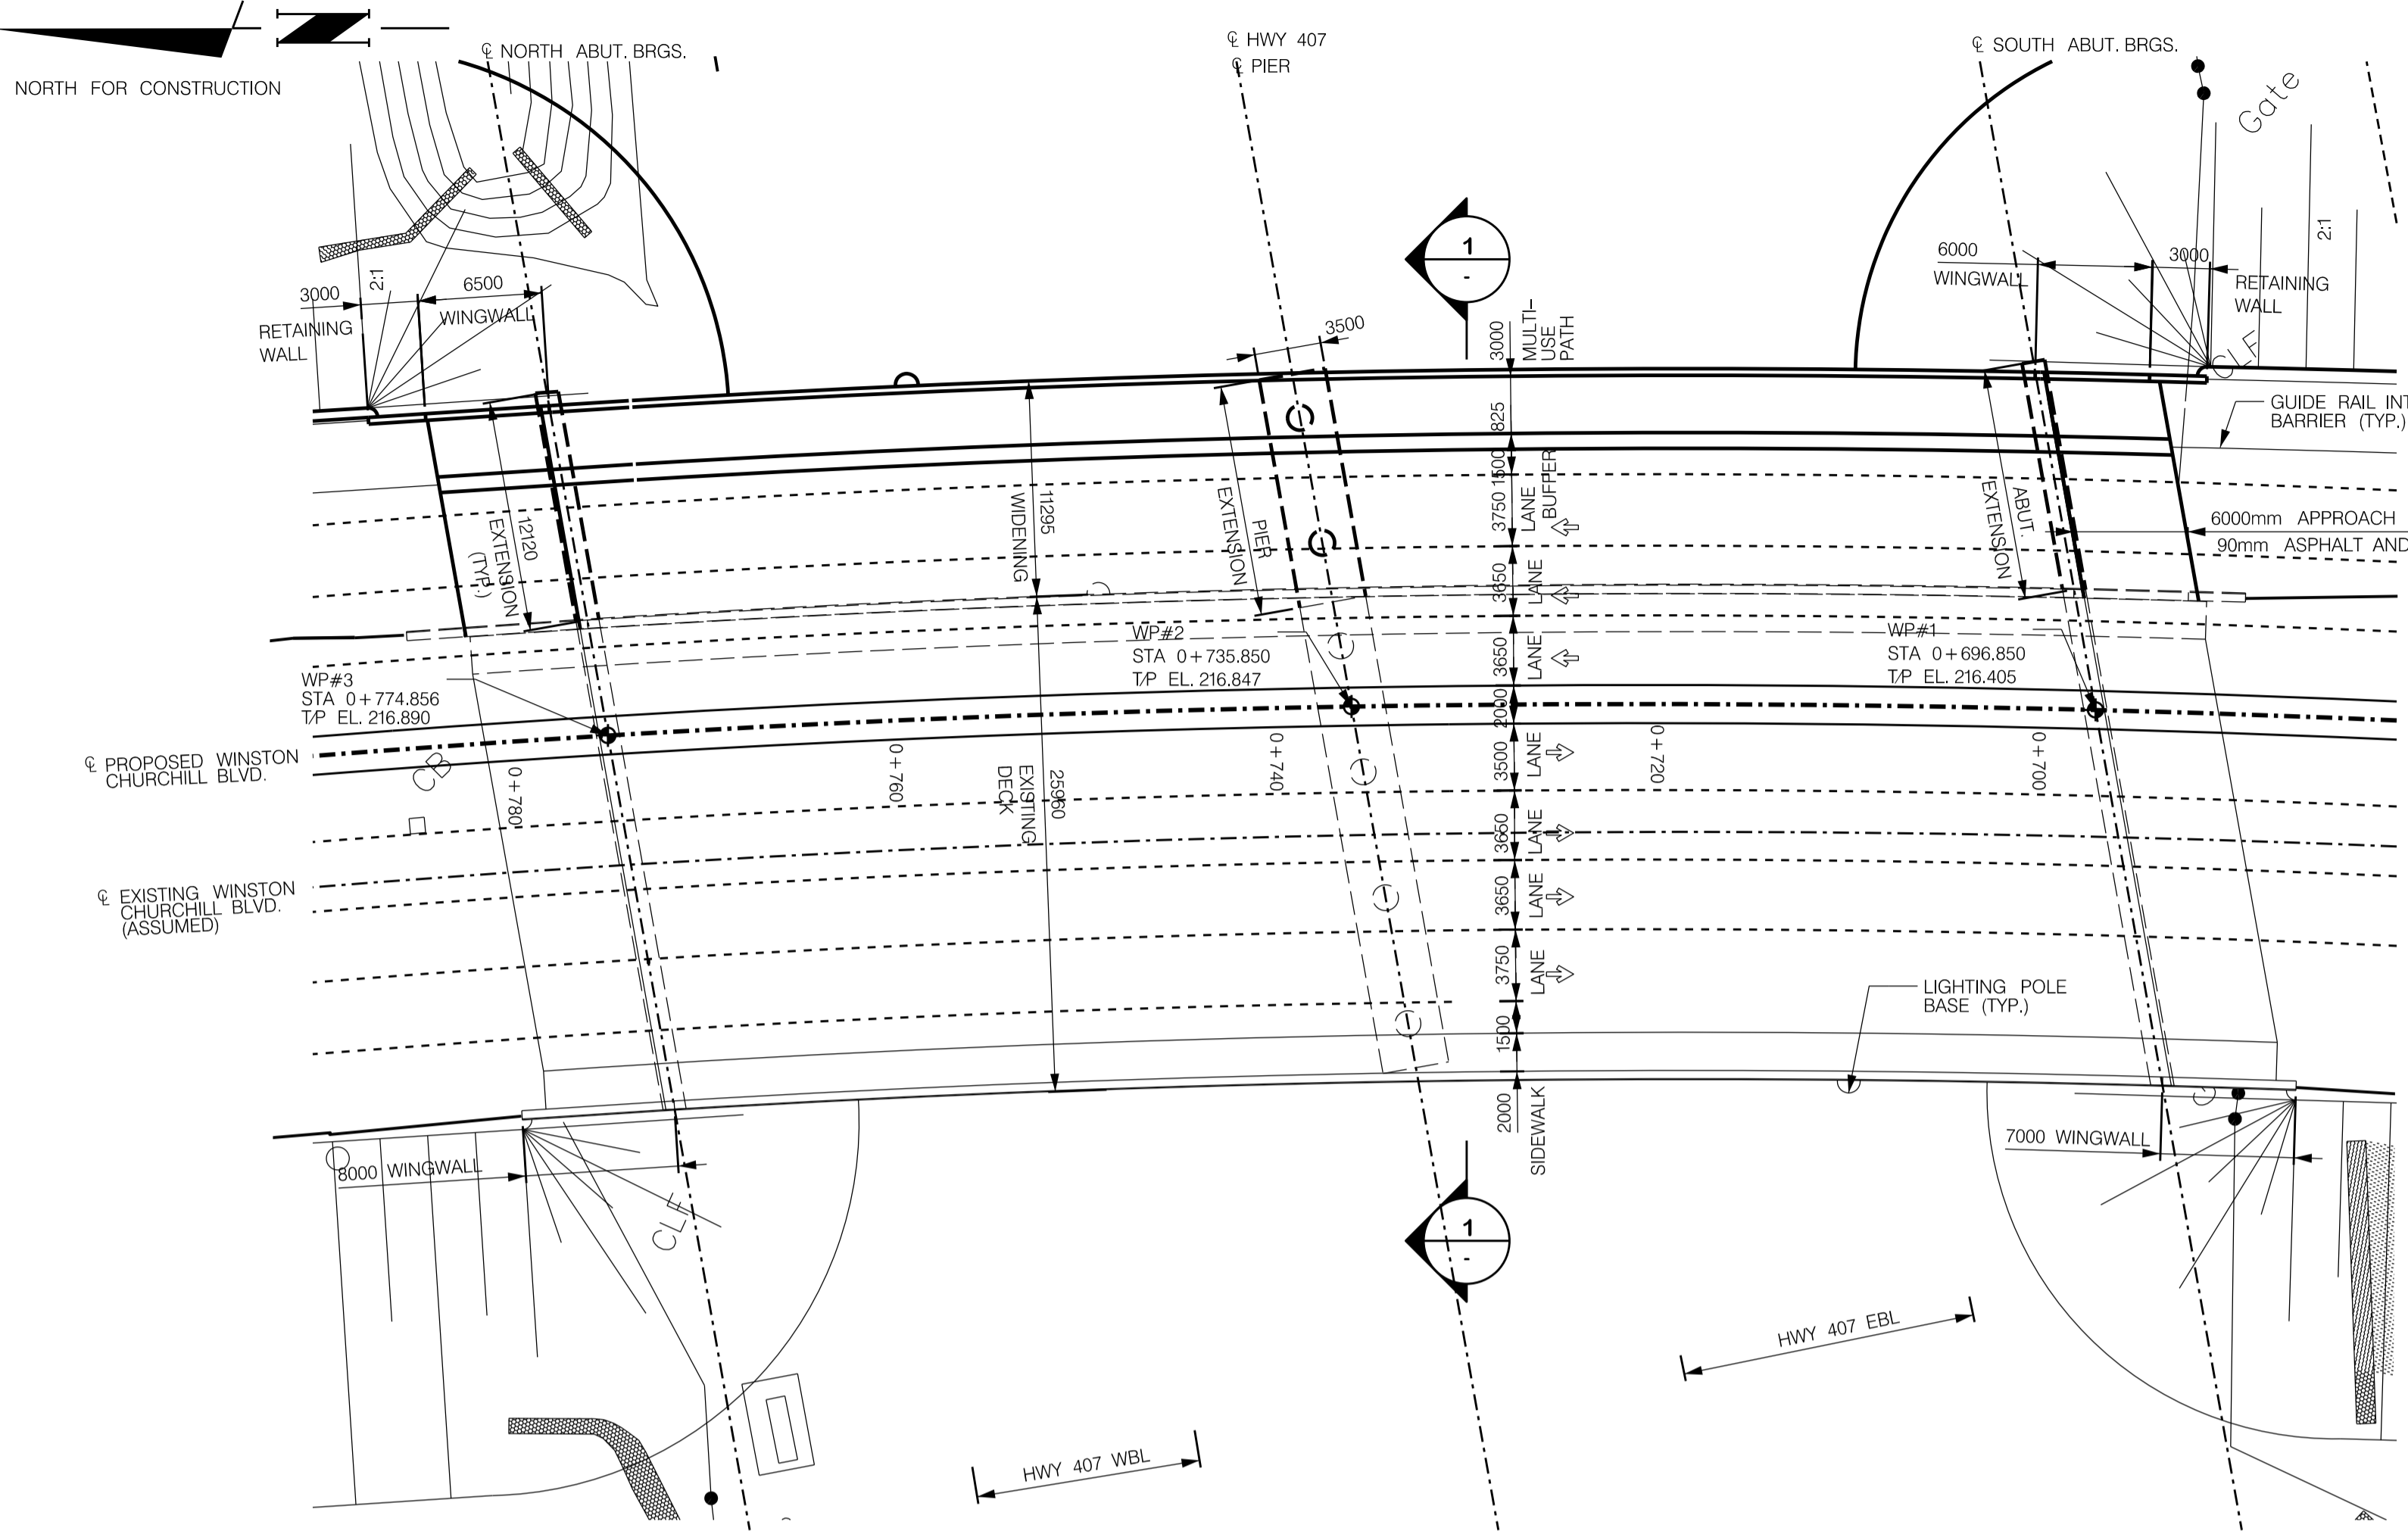 NORTH FOR CONSTRUCTION
℄ NORTH ABUT. BRGS.
℄ HWY 407
℄ PIER
℄ SOUTH ABUT. BRGS.
Gate
2:1
3000
RETAINING
WALL
6500
WINGWALL
1
-
3500
3000
MULTI-
USE
PATH
6000
WINGWALL
3000
RETAINING
WALL
2:1
CLF
GUIDE RAIL INT
BARRIER (TYP.)
12120
EXTENSION
(TYP.)
11295
WIDENING
PIER
EXTENSION
825
1500
BUFFER
3750
LANE
3650
LANE
3650
LANE
2000
3500
LANE
3650
LANE
3650
LANE
3750
LANE
1500
2000
SIDEWALK
ABUT.
EXTENSION
6000mm APPROACH
90mm ASPHALT AND
WP#3
STA 0+774.856
T/P EL. 216.890
WP#2
STA 0+735.850
T/P EL. 216.847
WP#1
STA 0+696.850
T/P EL. 216.405
℄ PROPOSED WINSTON
CHURCHILL BLVD.
CB
0+780
0+760
0+740
0+720
0+700
25960
EXISTING
DECK
℄ EXISTING WINSTON
CHURCHILL BLVD.
(ASSUMED)
LIGHTING POLE
BASE (TYP.)
8000 WINGWALL
CLF
7000 WINGWALL
1
-
HWY 407 WBL
HWY 407 EBL